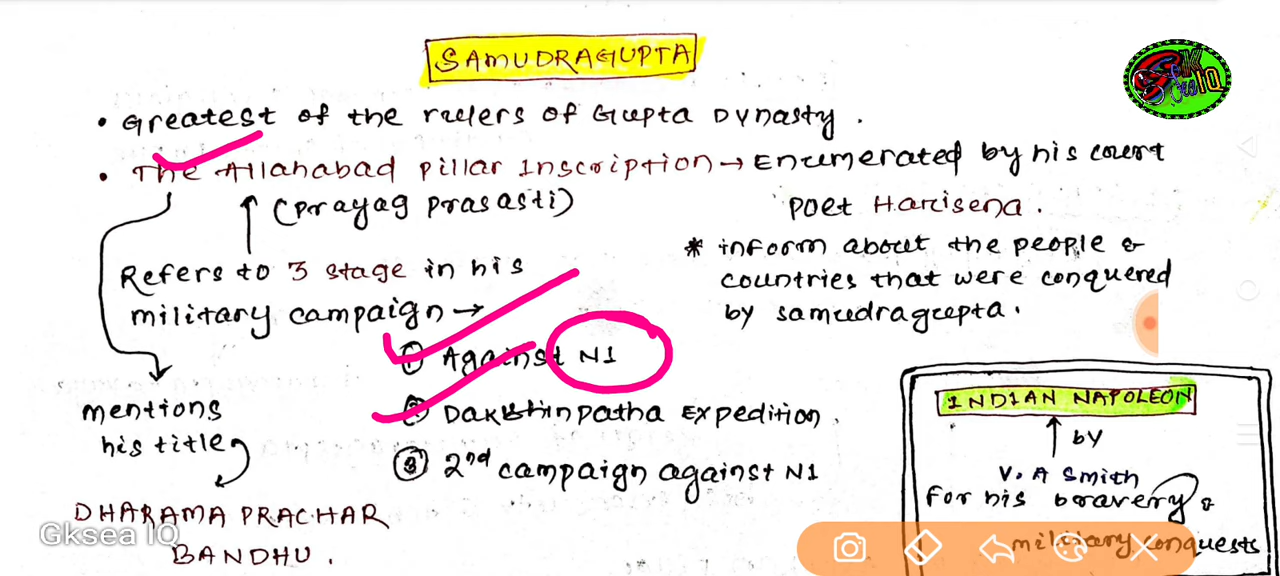 SAMUDRAGUPTA
• Greatest of the rulers of Gupta Dynasty.
• The Allahabad Pillar Inscription → Enumerated by his court
poet Harisena.
(Prayag Prasasti)
Refers to 3 stage in his
military campaign →
① Against N1
② Dakshinpatha Expedition.
③ 2nd campaign against N1
* inform about the people &
countries that were conquered
by samudragupta.
mentions
his title
DHARAMA PRACHAR
BANDHU.
INDIAN NAPOLEON
by
V. A Smith
For his bravery &
military conquests
Gksea IQ